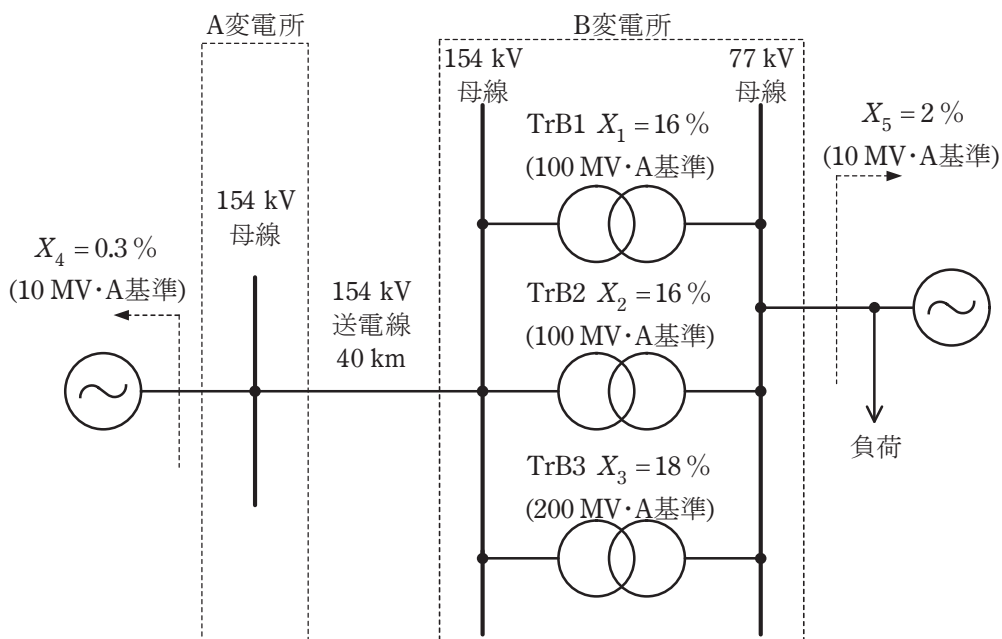 A変電所
B変電所
154 kV
母線
77 kV
母線
TrB1 X₁＝16 %
(100 MV・A基準)
X₅＝2 %
(10 MV・A基準)
154 kV
母線
X₄＝0.3 %
(10 MV・A基準)
154 kV
送電線
40 km
TrB2 X₂＝16 %
(100 MV・A基準)
負荷
TrB3 X₃＝18 %
(200 MV・A基準)